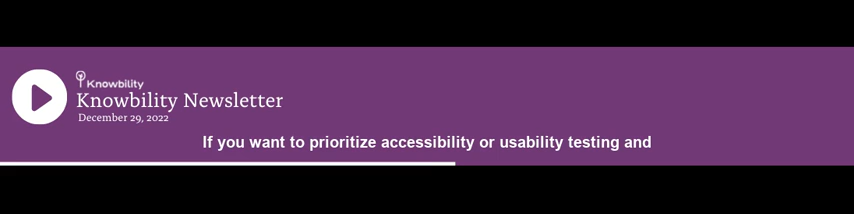 Knowbility
Knowbility Newsletter
December 29, 2022
If you want to prioritize accessibility or usability testing and